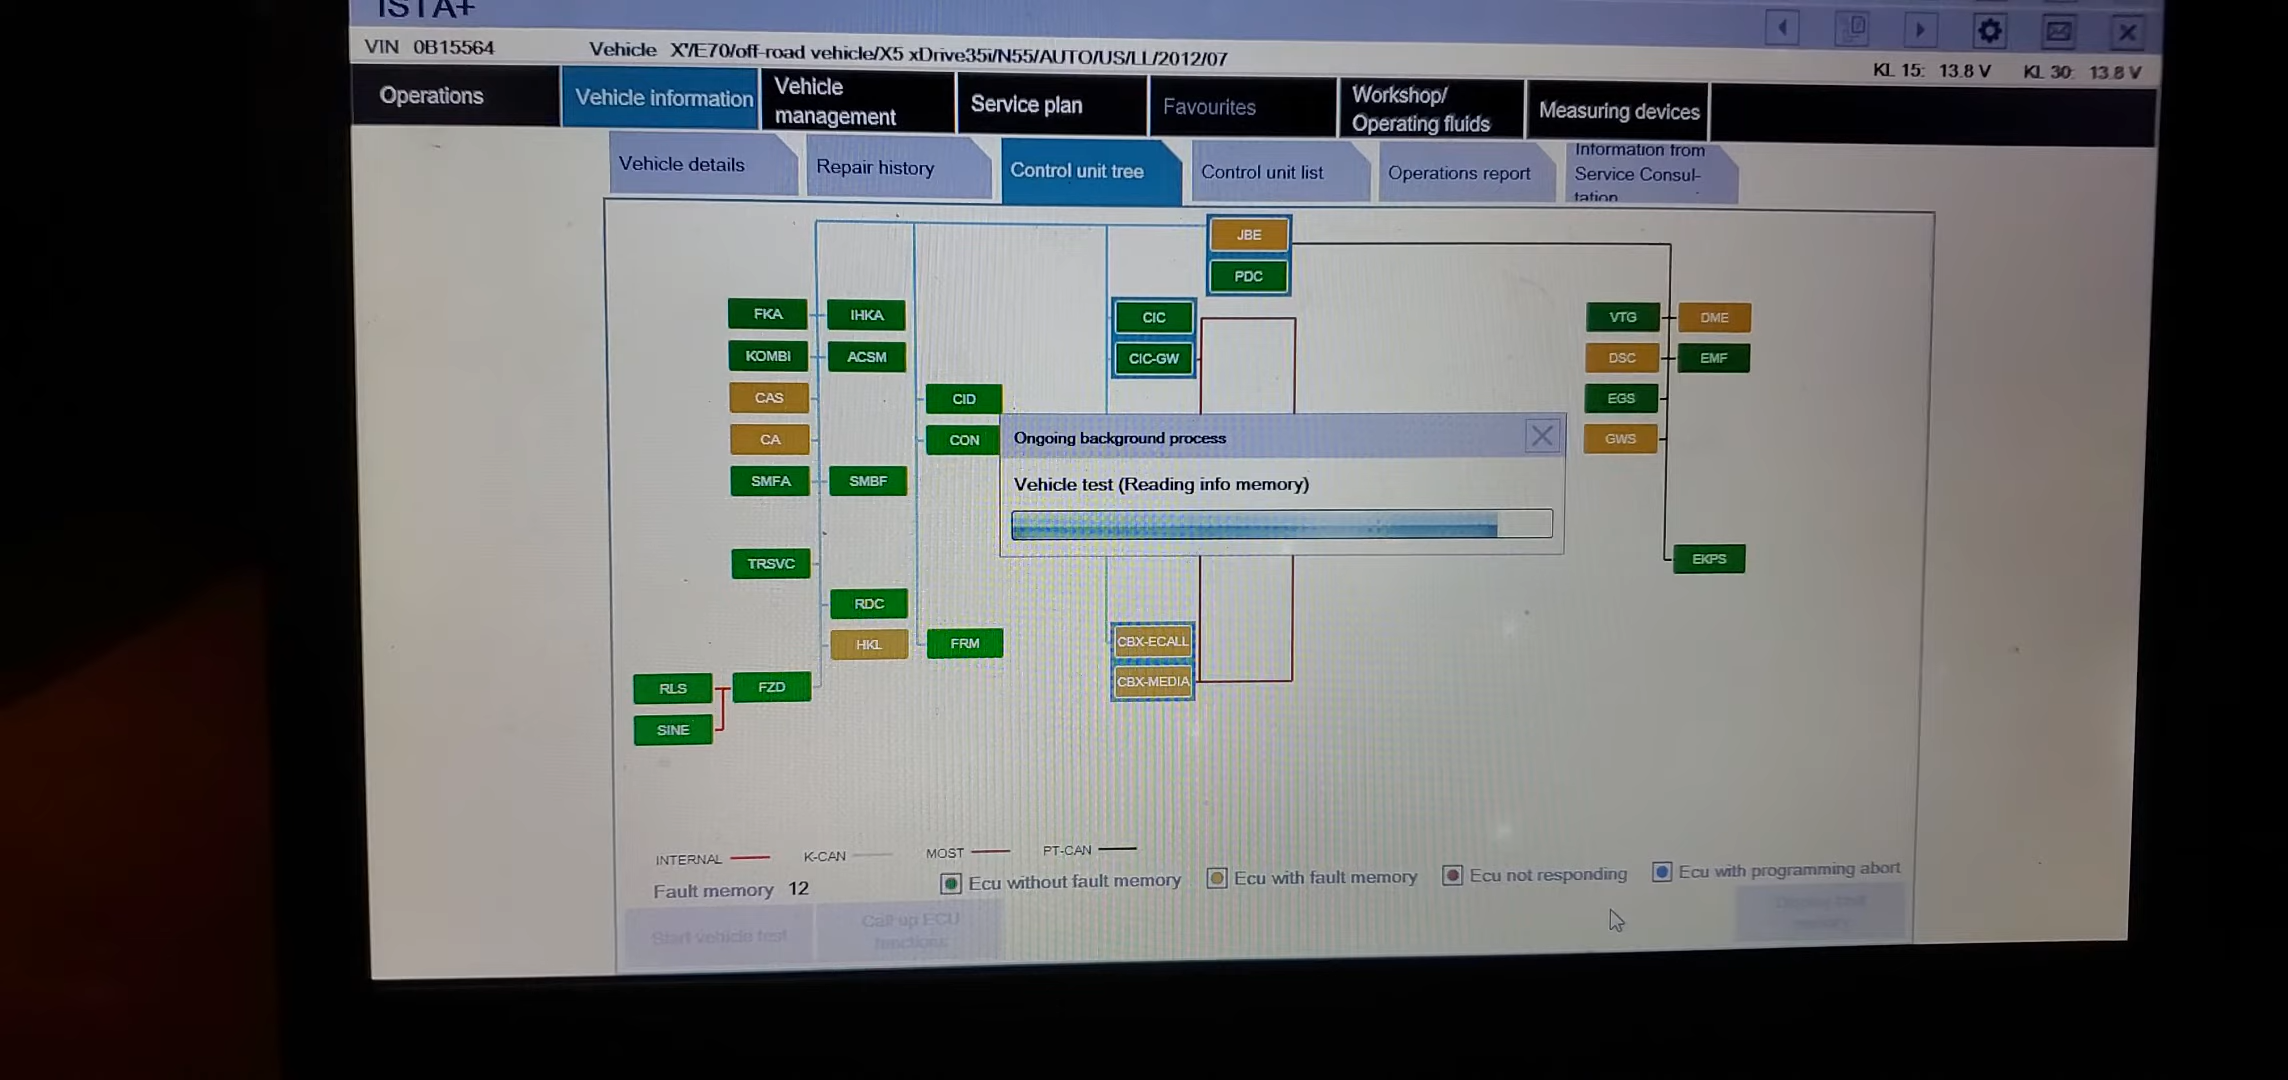 ISTA+
VIN 0B15564
Vehicle X'/E70/off-road vehicle/X5 xDrive35i/N55/AUTO/US/LL/2012/07
KL 15: 13.8 V KL 30: 13.8 V
Operations
Vehicle information
Vehicle
management
Service plan
Favourites
Workshop/
Operating fluids
Measuring devices
Vehicle details
Repair history
Control unit tree
Control unit list
Operations report
Information from
Service Consul-
tation
JBE
PDC
FKA IHKA
CIC
VTG DME
KOMBI ACSM
CIC-GW
DSC EMF
CAS
CID
EGS
CA
CON
GWS
Ongoing background process
SMFA SMBF
Vehicle test (Reading info memory)
TRSVC
EKPS
RDC
HKL FRM
CBX-ECALL
CBX-MEDIA
RLS FZD
SINE
INTERNAL K-CAN MOST PT-CAN
Fault memory 12
Ecu without fault memory
Ecu with fault memory
Ecu not responding
Ecu with programming abort
Start vehicle test
Call up ECU
functions